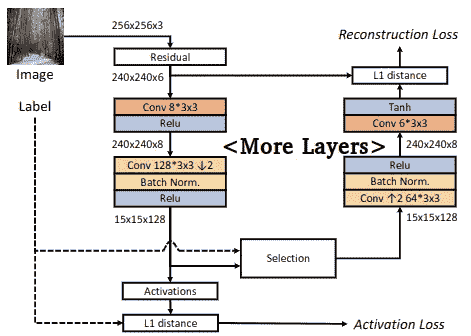 256x256x3
Reconstruction Loss
Residual
Image
240x240x6
L1 distance
Label
Conv 8*3x3
Relu
Tanh
Conv 6*3x3
240x240x8
<More Layers>
240x240x8
Conv 128*3x3 ↓2
Batch Norm.
Relu
Relu
Batch Norm.
Conv ↑2 64*3x3
15x15x128
15x15x128
Selection
Activations
L1 distance
Activation Loss